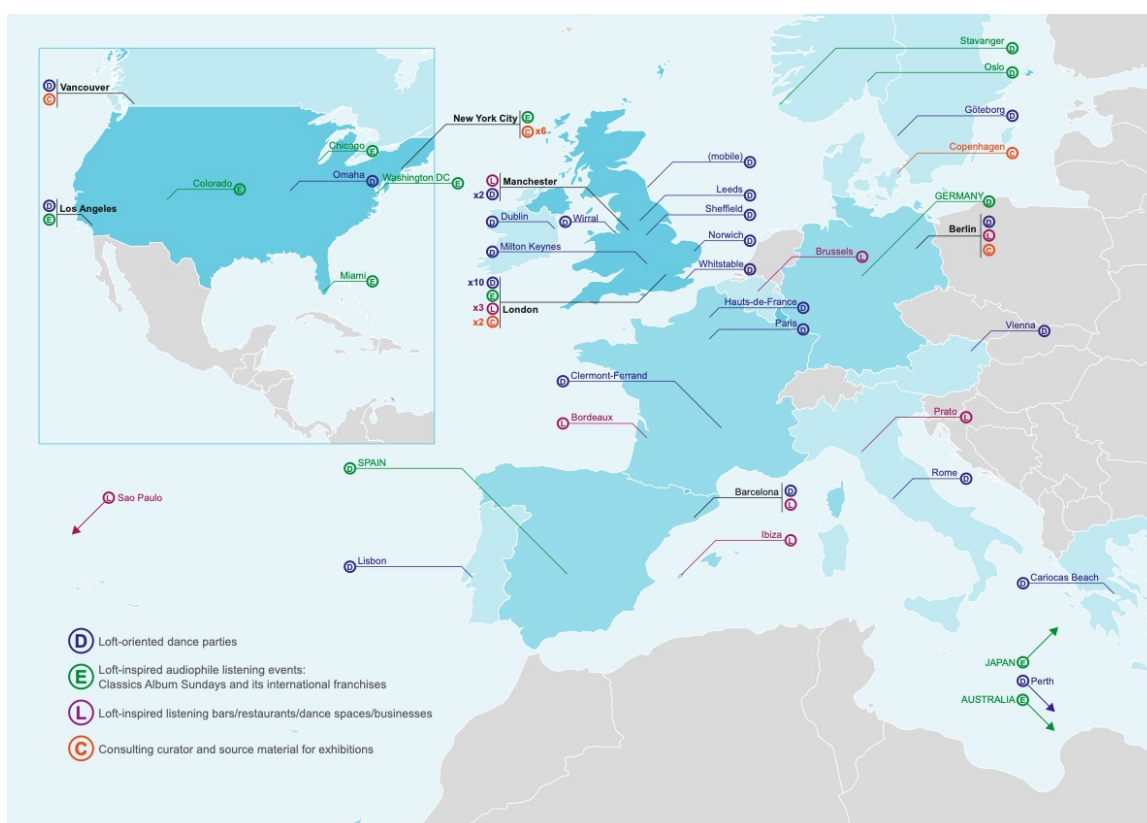 D Vancouver
C
New York City E
C x6
Chicago E
Omaha D
Washington DC E
Colorado E
D Los Angeles
E
Miami E
Stavanger E
Oslo E
Göteborg D
Copenhagen C
(mobile) D
Leeds D
Sheffield D
Norwich D
Whitstable D
L Manchester
x2 D
D Dublin
D Wirral
D Milton Keynes
x10 D
E
x3 L London
x2 C
GERMANY E
Berlin D
L
C
Brussels L
Hauts-de-France D
Paris D
Vienna D
D Clermont-Ferrand
L Bordeaux
Prato L
Rome D
D SPAIN
Barcelona D
L
Ibiza L
L Sao Paulo
D Lisbon
D Cariocas Beach
JAPAN E
D Perth
AUSTRALIA E
D Loft-oriented dance parties
E Loft-inspired audiophile listening events:
Classics Album Sundays and its international franchises
L Loft-inspired listening bars/restaurants/dance spaces/businesses
C Consulting curator and source material for exhibitions